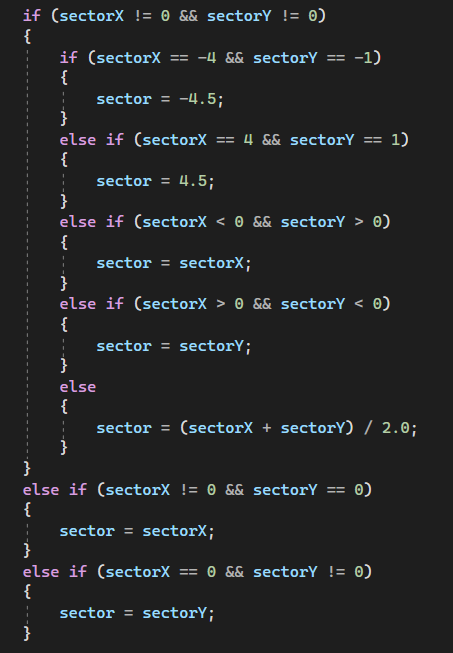 if (sectorX != 0 && sectorY != 0)
{
    if (sectorX == -4 && sectorY == -1)
    {
        sector = -4.5;
    }
    else if (sectorX == 4 && sectorY == 1)
    {
        sector = 4.5;
    }
    else if (sectorX < 0 && sectorY > 0)
    {
        sector = sectorX;
    }
    else if (sectorX > 0 && sectorY < 0)
    {
        sector = sectorY;
    }
    else
    {
        sector = (sectorX + sectorY) / 2.0;
    }
}
else if (sectorX != 0 && sectorY == 0)
{
    sector = sectorX;
}
else if (sectorX == 0 && sectorY != 0)
{
    sector = sectorY;
}